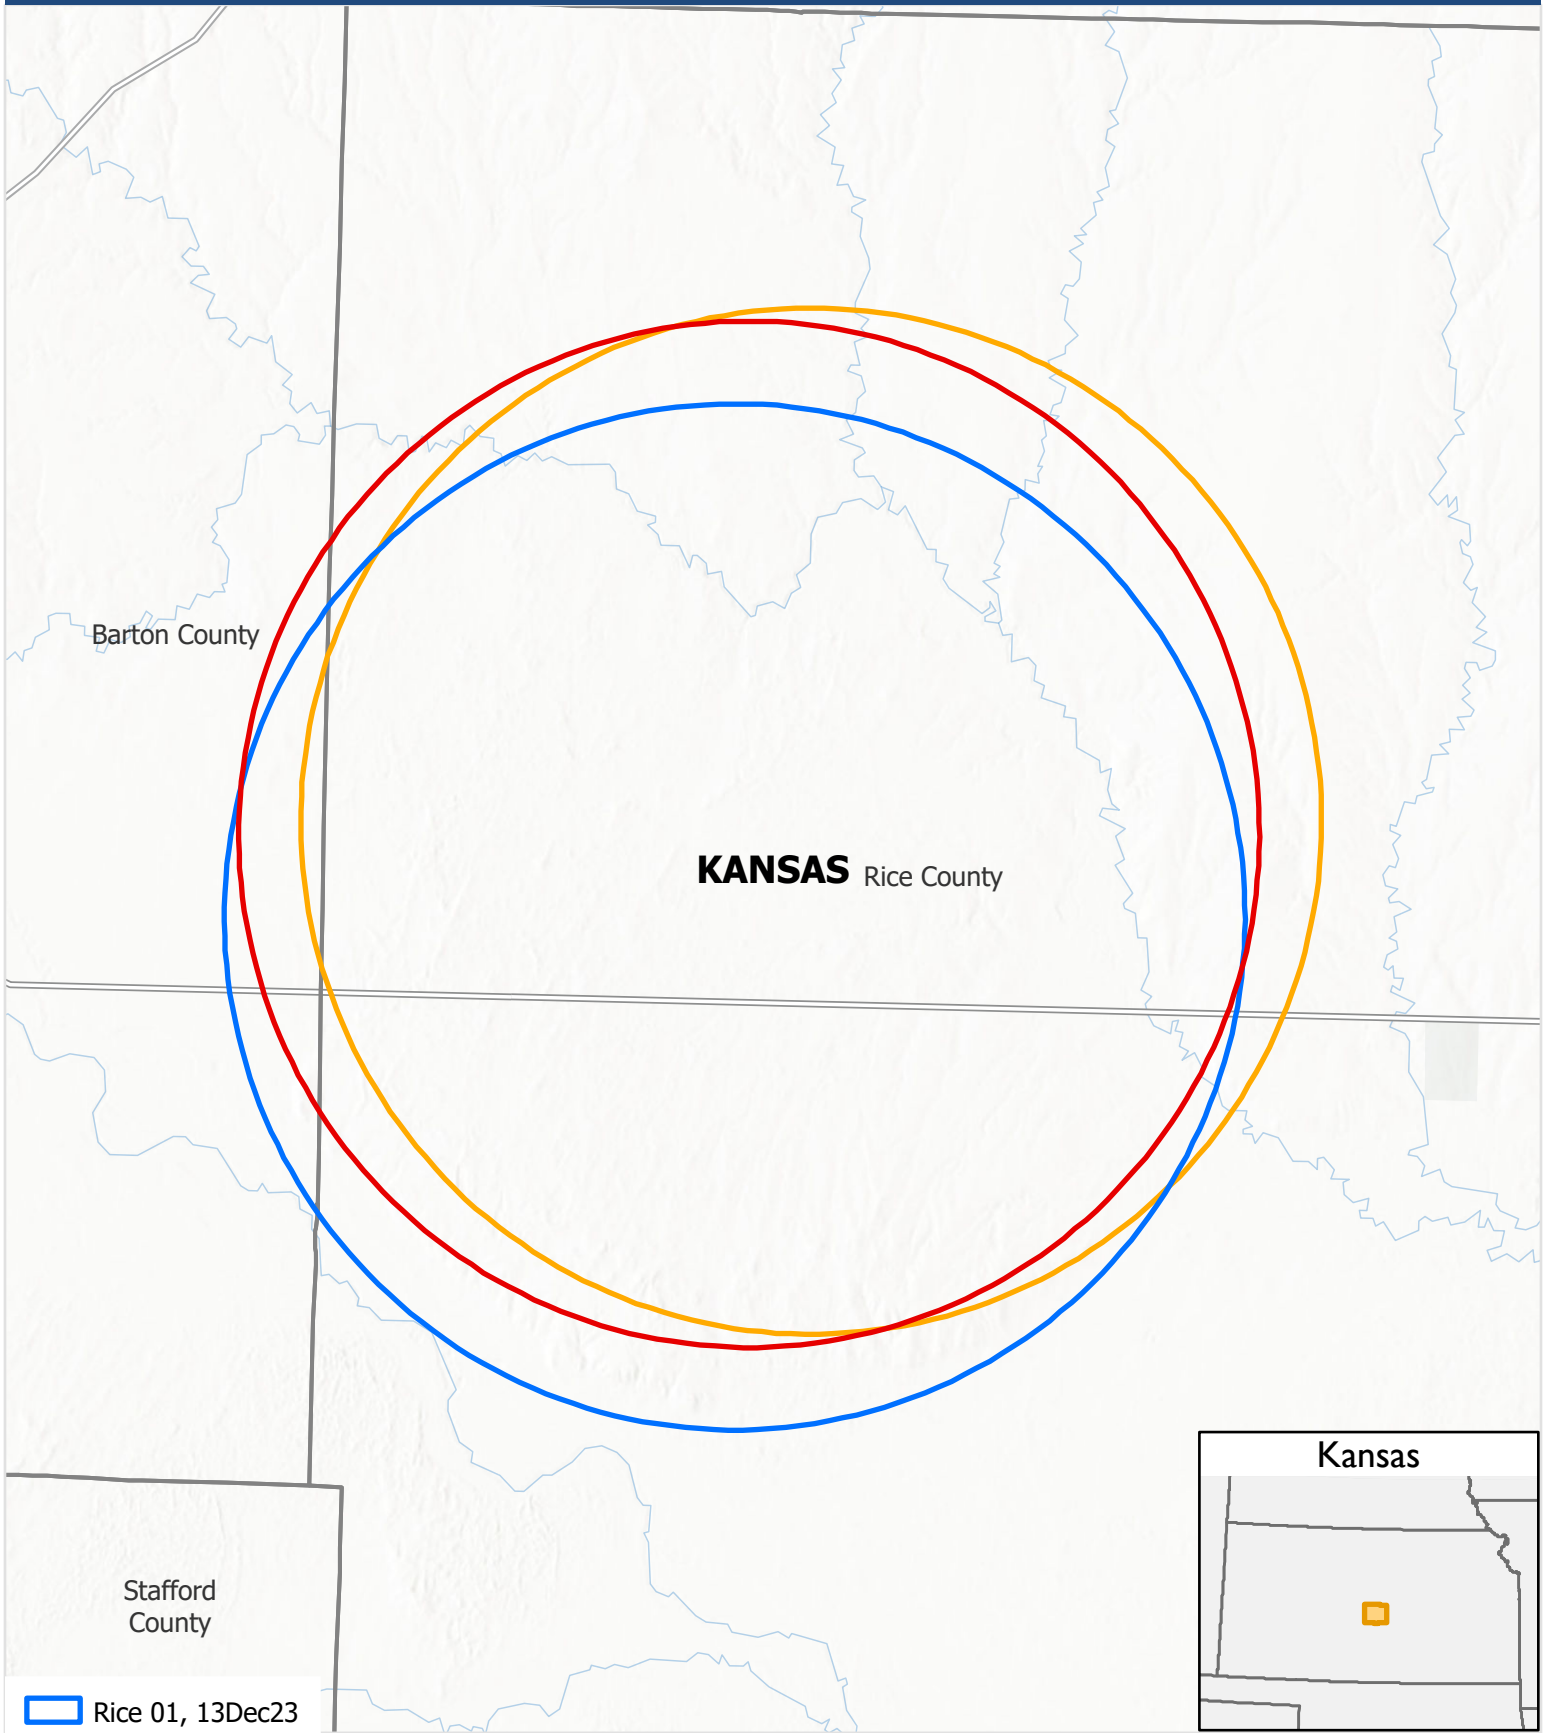 Barton County
KANSAS Rice County
Kansas
Stafford
County
Rice 01, 13Dec23